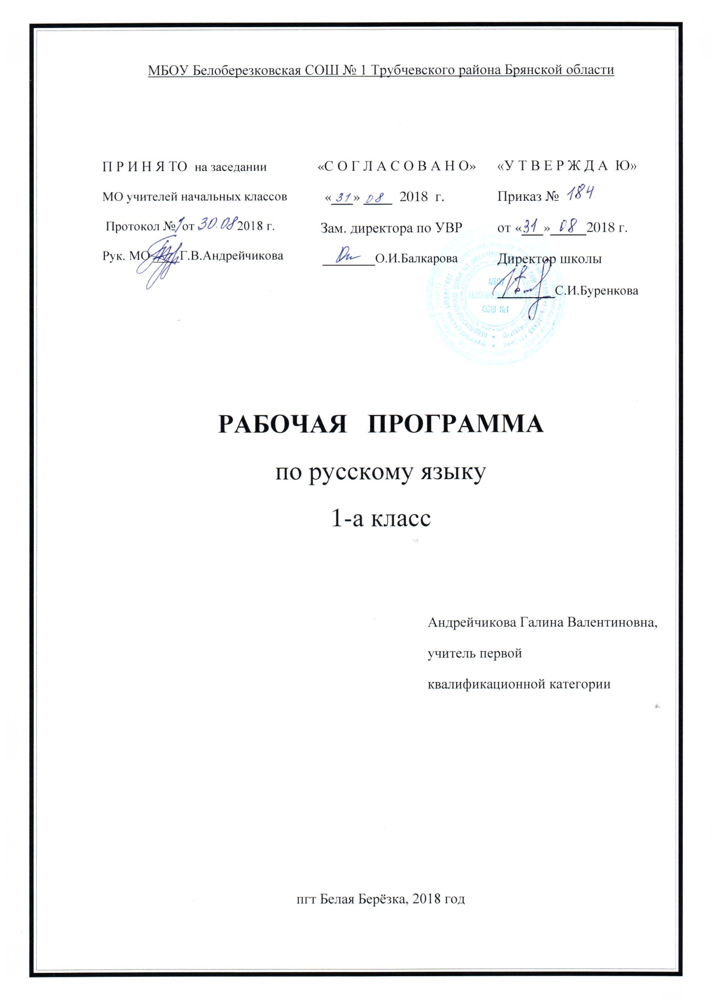 МБОУ Белоберезковская СОШ № 1 Трубчевского района Брянской области
П Р И Н Я ТО на заседании
МО учителей начальных классов
Протокол №1 от 30.08 2018 г.
Рук. МО ____Г.В.Андрейчикова
«С О Г Л А С О В А Н О»
«31» 08 2018 г.
Зам. директора по УВР
________О.И.Балкарова
«У Т В Е Р Ж Д А Ю»
Приказ № 184
от «31» 08 2018 г.
Директор школы
________С.И.Буренкова
МБОУ
СОШ №1
РАБОЧАЯ ПРОГРАММА
по русскому языку
1-а класс
Андрейчикова Галина Валентиновна,
учитель первой
квалификационной категории
пгт Белая Берёзка, 2018 год